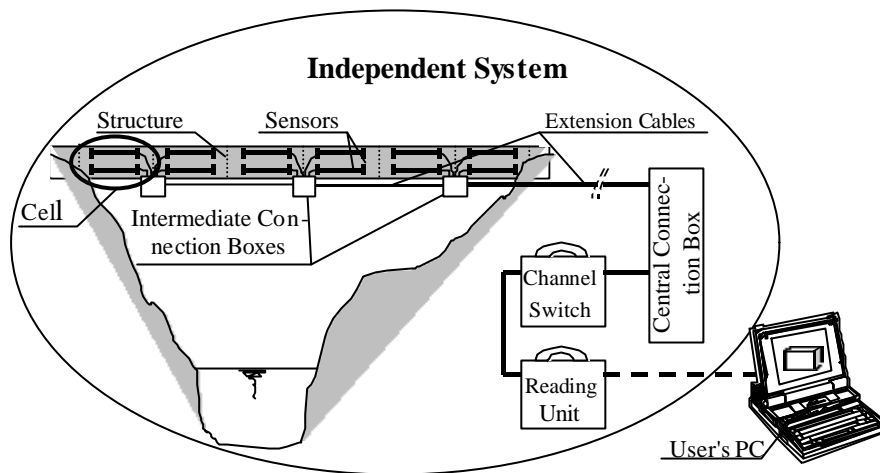 Independent System
Structure
Sensors
Extension Cables
Cell
Intermediate Con-
nection Boxes
Channel
Switch
Central Connec-
tion Box
Reading
Unit
User's PC